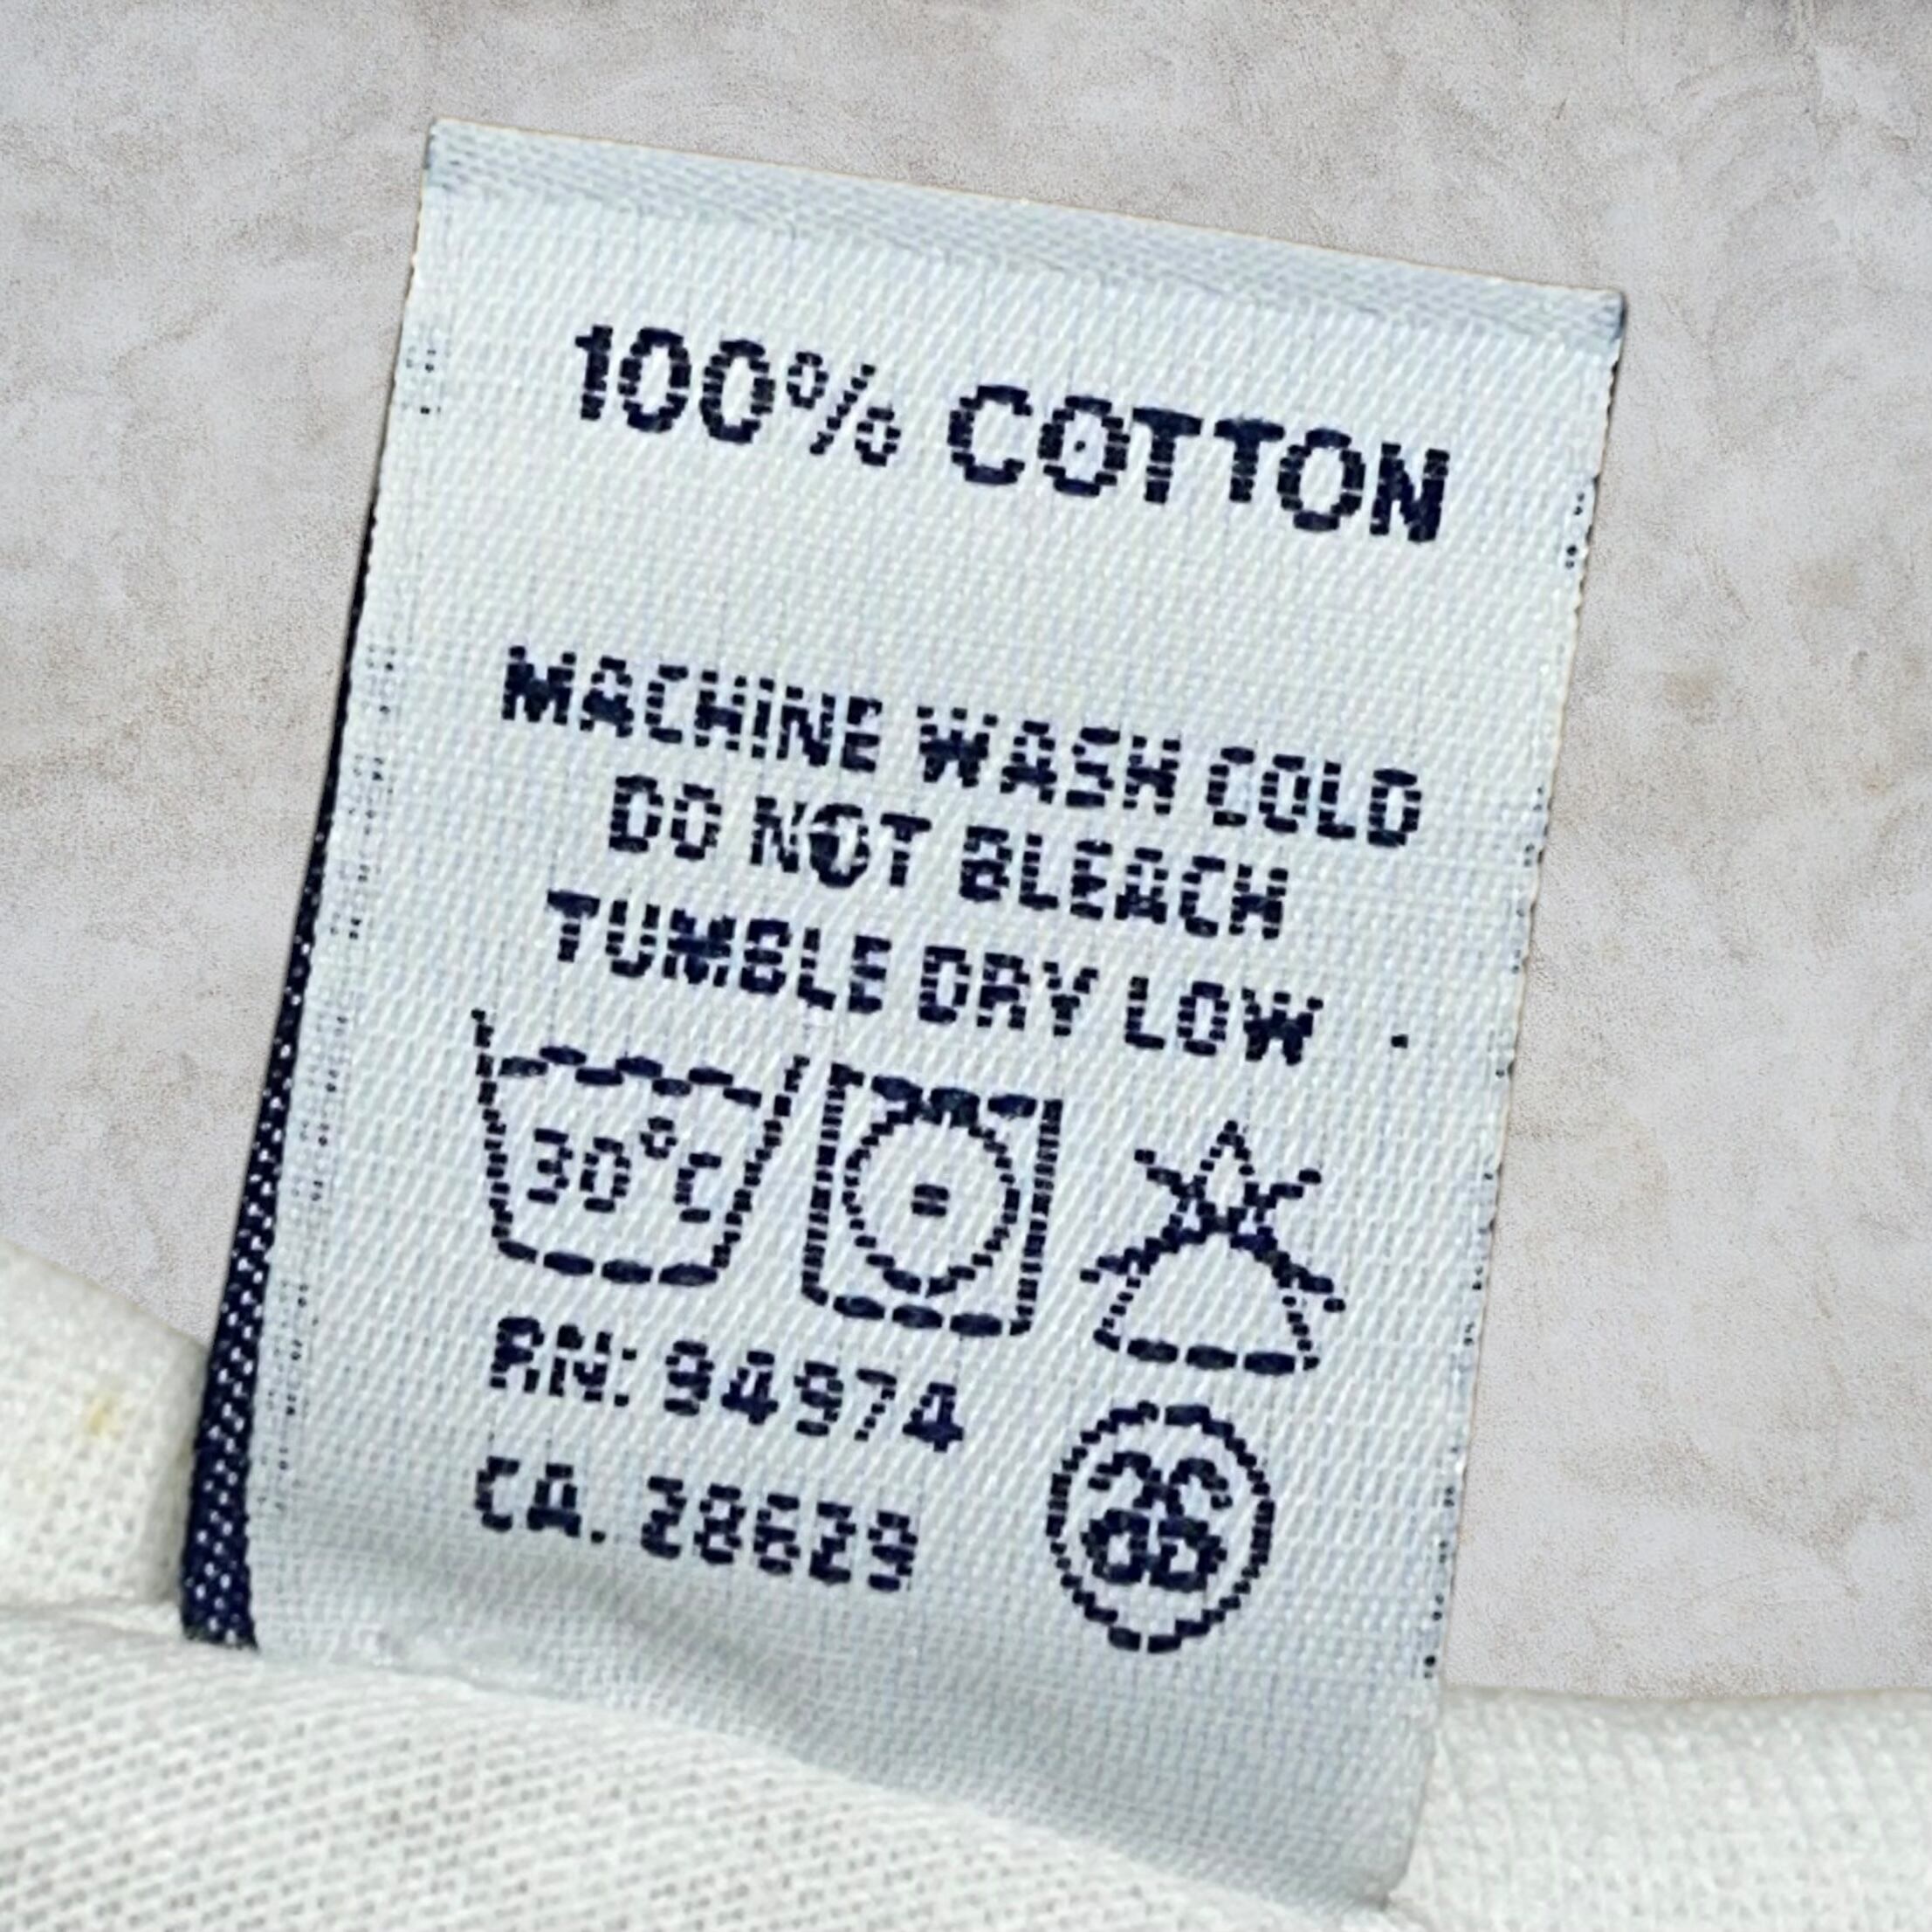 100% COTTON
MACHINE WASH COLD
DO NOT BLEACH
TUMBLE DRY LOW
30°C
RN: 94974
CA. 28629